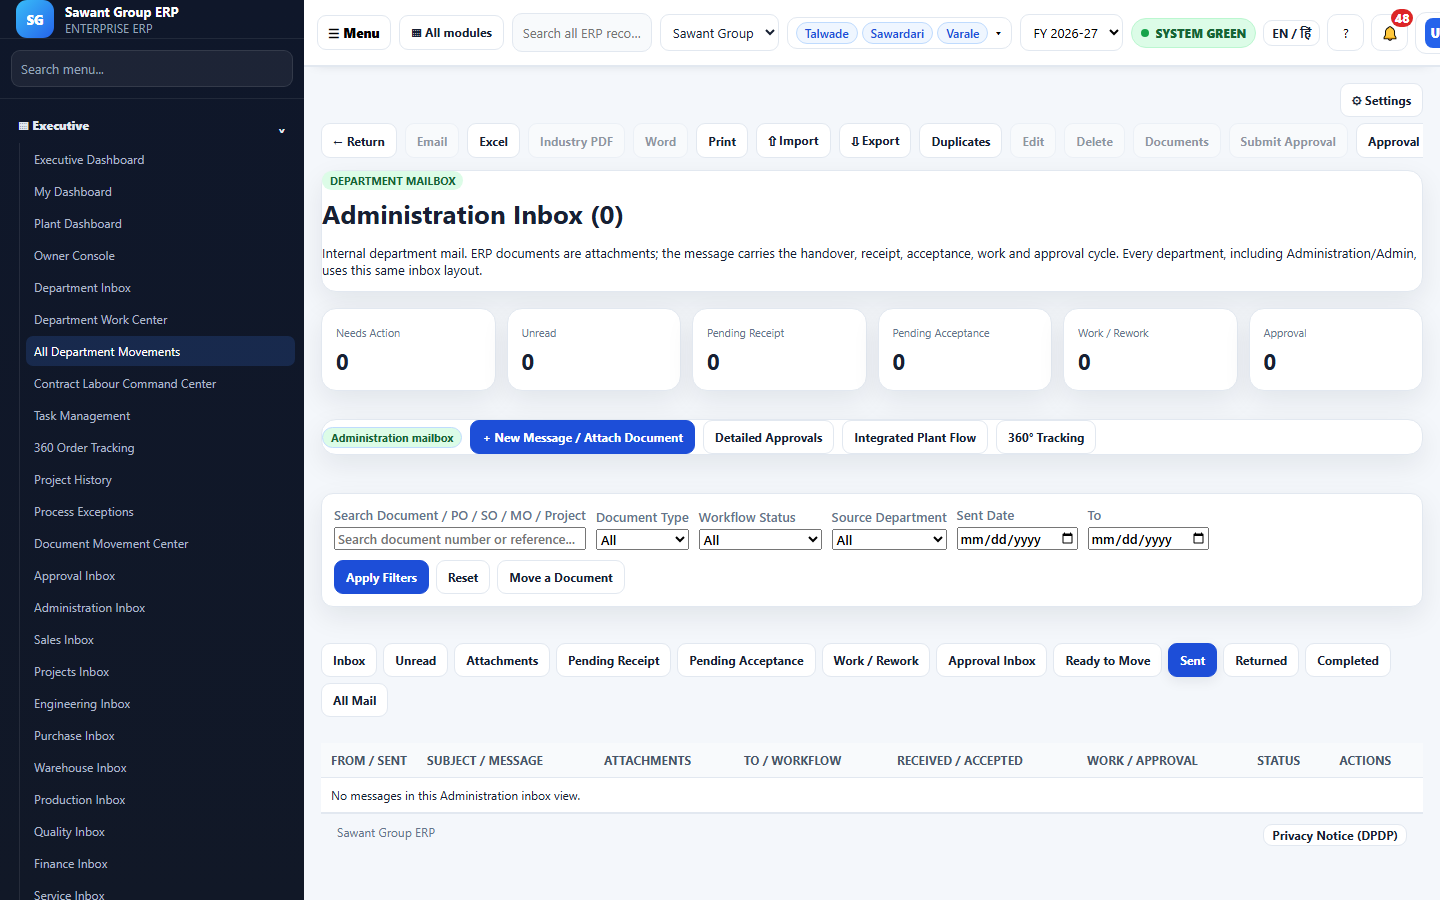 SG
Sawant Group ERP
ENTERPRISE ERP
Search menu...
Executive
Executive Dashboard
My Dashboard
Plant Dashboard
Owner Console
Department Inbox
Department Work Center
All Department Movements
Contract Labour Command Center
Task Management
360 Order Tracking
Project History
Process Exceptions
Document Movement Center
Approval Inbox
Administration Inbox
Sales Inbox
Projects Inbox
Engineering Inbox
Purchase Inbox
Warehouse Inbox
Production Inbox
Quality Inbox
Finance Inbox
Service Inbox
☰ Menu
All modules
Search all ERP reco...
Sawant Group
Talwade
Sawardari
Varale
FY 2026-27
SYSTEM GREEN
EN / हिं
?
48
U
⚙ Settings
← Return
Email
Excel
Industry PDF
Word
Print
⇧Import
⇩Export
Duplicates
Edit
Delete
Documents
Submit Approval
Approval
DEPARTMENT MAILBOX
Administration Inbox (0)
Internal department mail. ERP documents are attachments; the message carries the handover, receipt, acceptance, work and approval cycle. Every department, including Administration/Admin,
uses this same inbox layout.
Needs Action
0
Unread
0
Pending Receipt
0
Pending Acceptance
0
Work / Rework
0
Approval
0
Administration mailbox
+ New Message / Attach Document
Detailed Approvals
Integrated Plant Flow
360° Tracking
Search Document / PO / SO / MO / Project
Search document number or reference...
Document Type
All
Workflow Status
All
Source Department
All
Sent Date
mm/dd/yyyy
To
mm/dd/yyyy
Apply Filters
Reset
Move a Document
Inbox
Unread
Attachments
Pending Receipt
Pending Acceptance
Work / Rework
Approval Inbox
Ready to Move
Sent
Returned
Completed
All Mail
FROM / SENT
SUBJECT / MESSAGE
ATTACHMENTS
TO / WORKFLOW
RECEIVED / ACCEPTED
WORK / APPROVAL
STATUS
ACTIONS
No messages in this Administration inbox view.
Sawant Group ERP
Privacy Notice (DPDP)